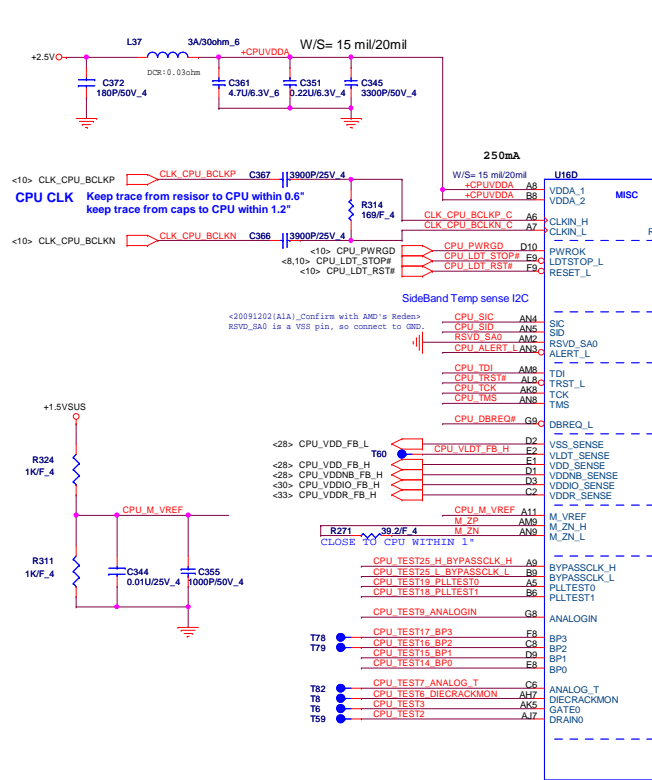 L37 3A/30ohm_6 W/S= 15 mil/20mil
+2.5V +CPUVDDA
DCR:0.03ohm
C372 180P/50V_4
C361 4.7U/6.3V_6
C351 0.22U/6.3V_4
C345 3300P/50V_4
250mA
W/S= 15 mil/20mil U16D
+CPUVDDA A8 VDDA_1 MISC
+CPUVDDA B8 VDDA_2
<10> CLK_CPU_BCLKP CLK_CPU_BCLKP C367 3900P/25V_4
CPU CLK Keep trace from resisor to CPU within 0.6"
keep trace from caps to CPU within 1.2"
R314 169/F_4
CLK_CPU_BCLKP_C A6 CLKIN_H
CLK_CPU_BCLKN_C A7 CLKIN_L R
<10> CLK_CPU_BCLKN CLK_CPU_BCLKN C366 3900P/25V_4
<10> CPU_PWRGD CPU_PWRGD D10 PWROK
<8,10> CPU_LDT_STOP# CPU_LDT_STOP# E9 LDTSTOP_L
<10> CPU_LDT_RST# CPU_LDT_RST# F9 RESET_L
SideBand Temp sense I2C
<20091202(A1A)_Confirm with AMD's Reden>
RSVD_SA0 is a VSS pin, so connect to GND.
CPU_SIC AN4 SIC
CPU_SID AN5 SID
RSVD_SA0 AM2 RSVD_SA0
CPU_ALERT_L AN3 ALERT_L
CPU_TDI AM8 TDI
CPU_TRST# AL8 TRST_L
CPU_TCK AK8 TCK
CPU_TMS AN8 TMS
CPU_DBREQ# G9 DBREQ_L
<28> CPU_VDD_FB_L D2 VSS_SENSE
T60 CPU_VLDT_FB_H E2 VLDT_SENSE
<28> CPU_VDD_FB_H E1 VDD_SENSE
<28> CPU_VDDNB_FB_H D1 VDDNB_SENSE
<30> CPU_VDDIO_FB_H D3 VDDIO_SENSE
<33> CPU_VDDR_FB_H C2 VDDR_SENSE
+1.5VSUS
R324 1K/F_4
CPU_M_VREF
R311 1K/F_4
C344 0.01U/25V_4
C355 1000P/50V_4
CPU_M_VREF A11 M_VREF
M_ZP AM9 M_ZN_H
R271 39.2/F_4 M_ZN AN9 M_ZN_L
CLOSE TO CPU WITHIN 1"
CPU_TEST25_H_BYPASSCLK_H A9 BYPASSCLK_H
CPU_TEST25_L_BYPASSCLK_L B9 BYPASSCLK_L
CPU_TEST19_PLLTEST0 A5 PLLTEST0
CPU_TEST18_PLLTEST1 B6 PLLTEST1
CPU_TEST9_ANALOGIN G8 ANALOGIN
T78 CPU_TEST17_BP3 F8 BP3
T79 CPU_TEST16_BP2 C8 BP2
CPU_TEST15_BP1 D9 BP1
CPU_TEST14_BP0 E8 BP0
T82 CPU_TEST7_ANALOG_T C6 ANALOG_T
T8 CPU_TEST6_DIECRACKMON AH7 DIECRACKMON
T6 CPU_TEST3 AK5 GATE0
T59 CPU_TEST2 AJ7 DRAIN0